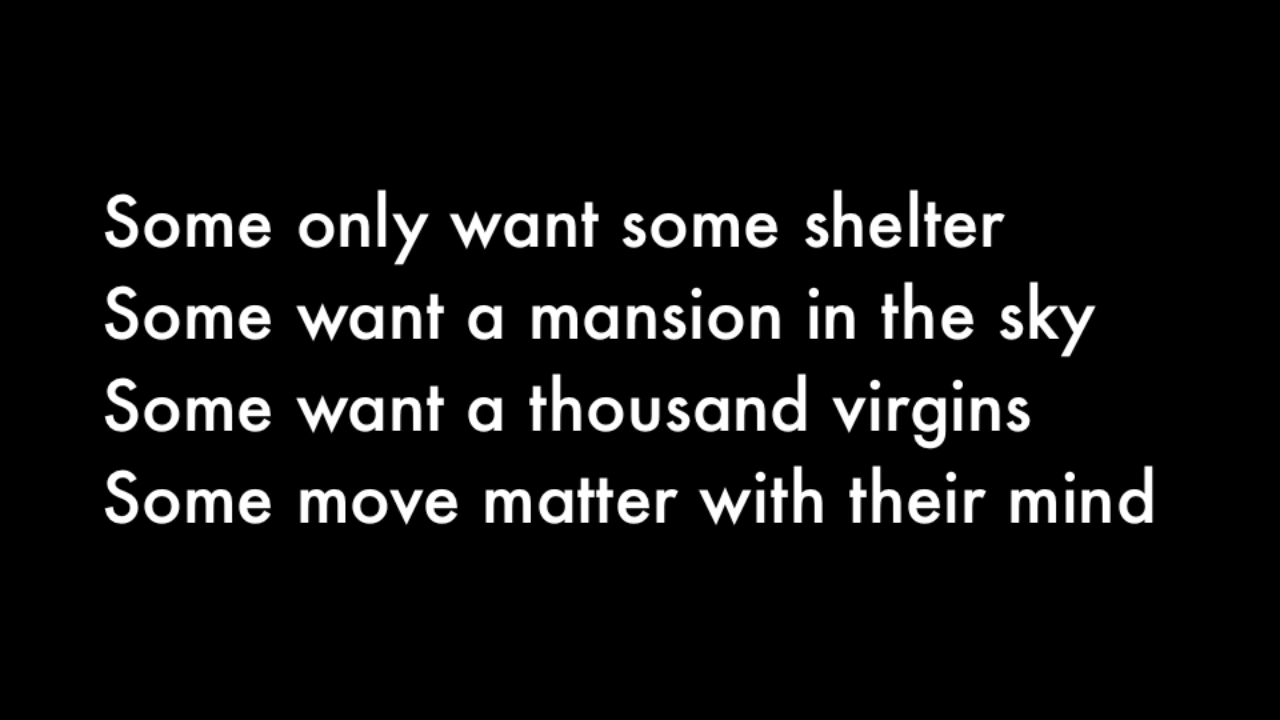 Some only want some shelter
Some want a mansion in the sky
Some want a thousand virgins
Some move matter with their mind